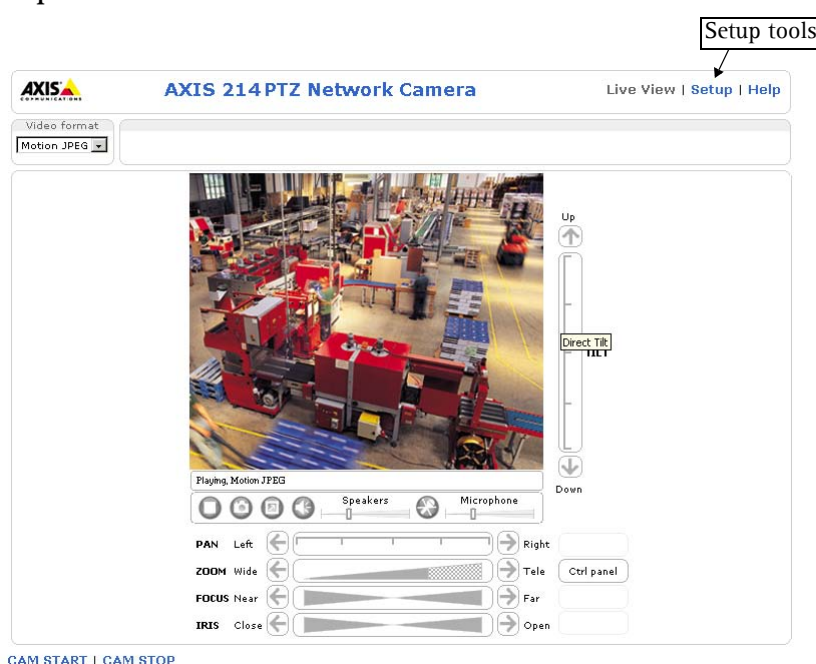 Setup tools
AXIS
COMMUNICATIONS
AXIS 214 PTZ Network Camera
Live View | Setup | Help
Video format
Motion JPEG
Up
Direct Tilt
TILT
Down
Playing, Motion JPEG
Speakers
Microphone
PAN Left Right
ZOOM Wide Tele Ctrl panel
FOCUS Near Far
IRIS Close Open
CAM START | CAM STOP